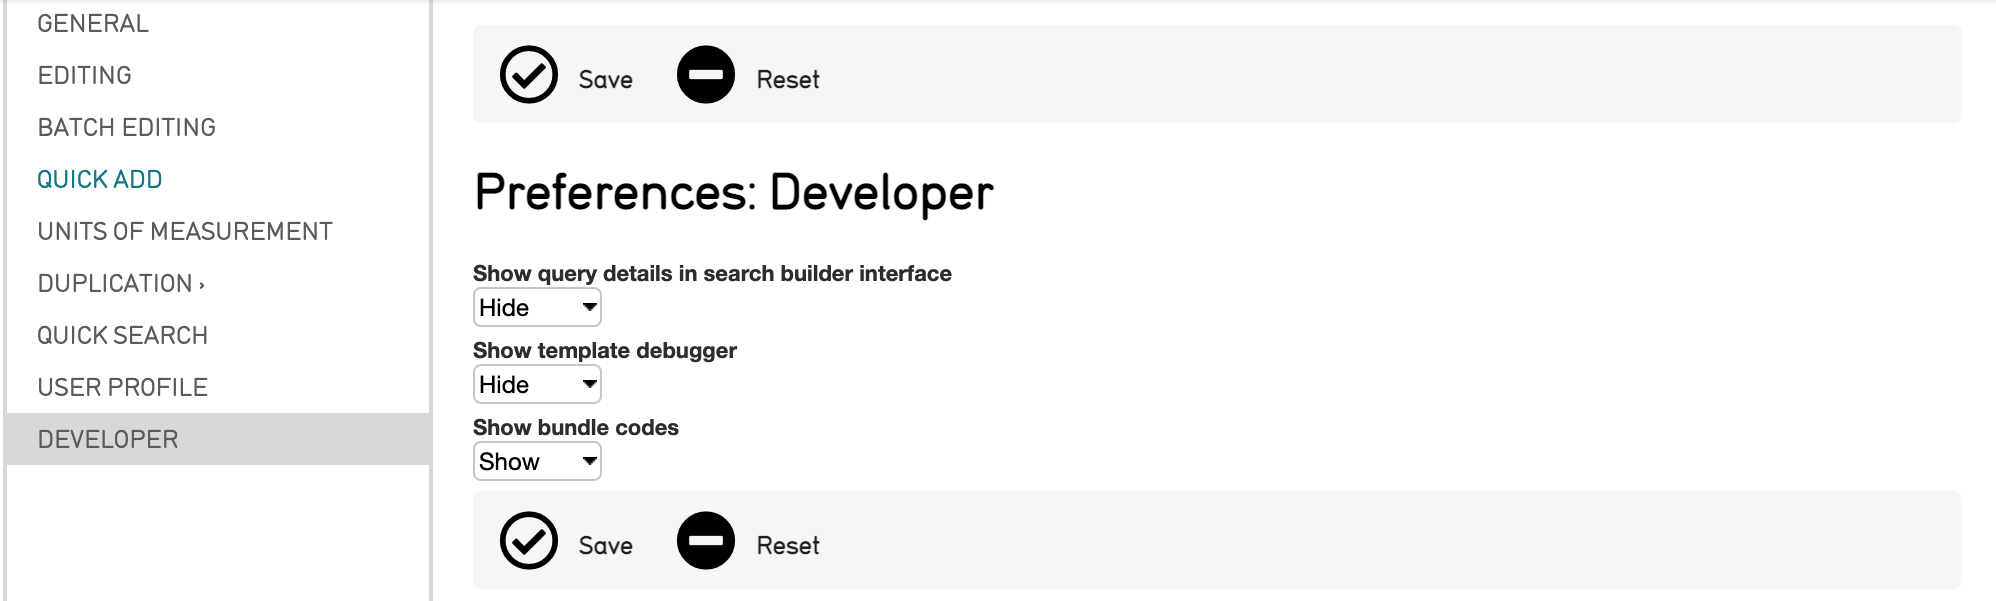 GENERAL
EDITING
BATCH EDITING
QUICK ADD
UNITS OF MEASUREMENT
DUPLICATION ›
QUICK SEARCH
USER PROFILE
DEVELOPER
Save Reset
Preferences: Developer
Show query details in search builder interface
Hide
Show template debugger
Hide
Show bundle codes
Show
Save Reset